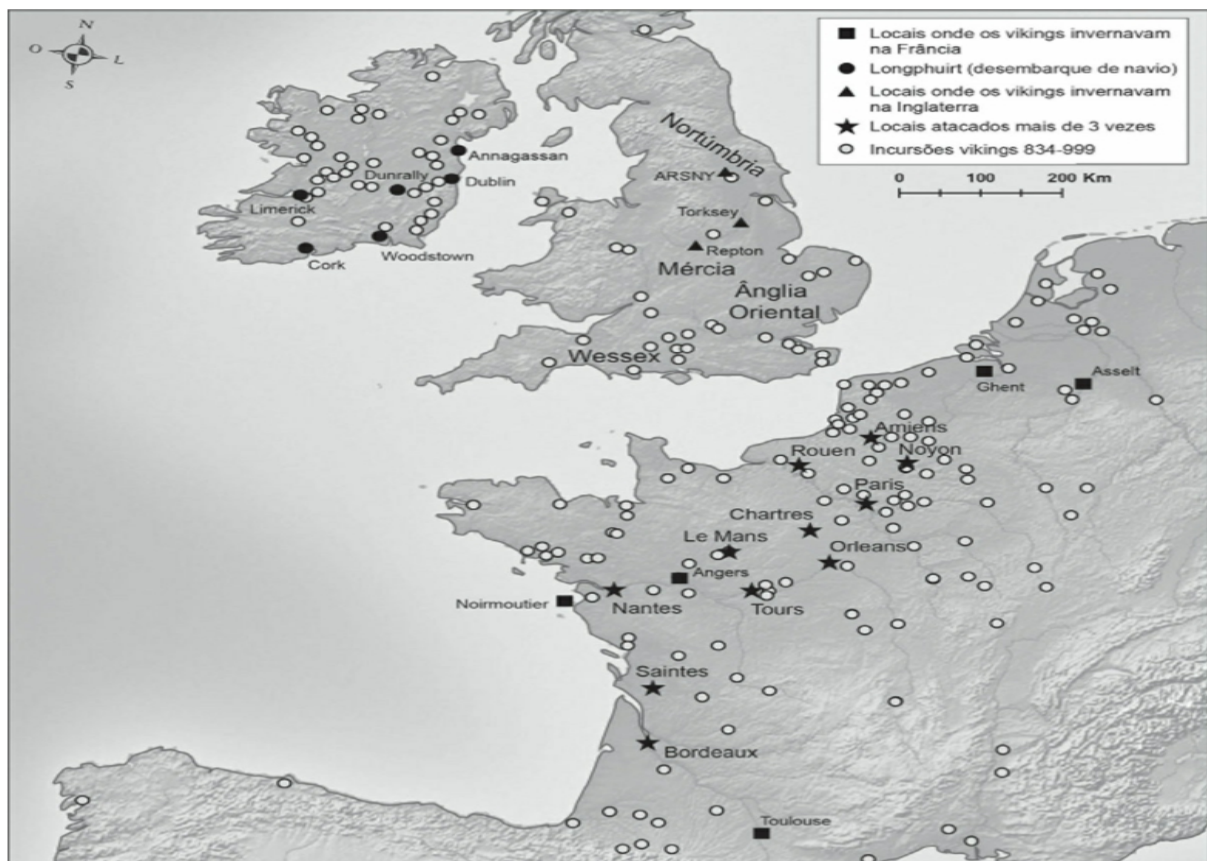 N
O
L
S
Locais onde os vikings invernavam
na Frância
Longphuirt (desembarque de navio)
Locais onde os vikings invernavam
na Inglaterra
Locais atacados mais de 3 vezes
Incursões vikings 834-999
0 100 200 Km
Nortúmbria
Annagassan
ARSNY
Dunrally
Dublin
Limerick
Torksey
Woodstown
Repton
Cork
Mércia
Ânglia
Oriental
Wessex
Ghent
Asselt
Amiens
Rouen
Noyon
Paris
Chartres
Le Mans
Orleans
Angers
Noirmoutier
Nantes
Tours
Saintes
Bordeaux
Toulouse